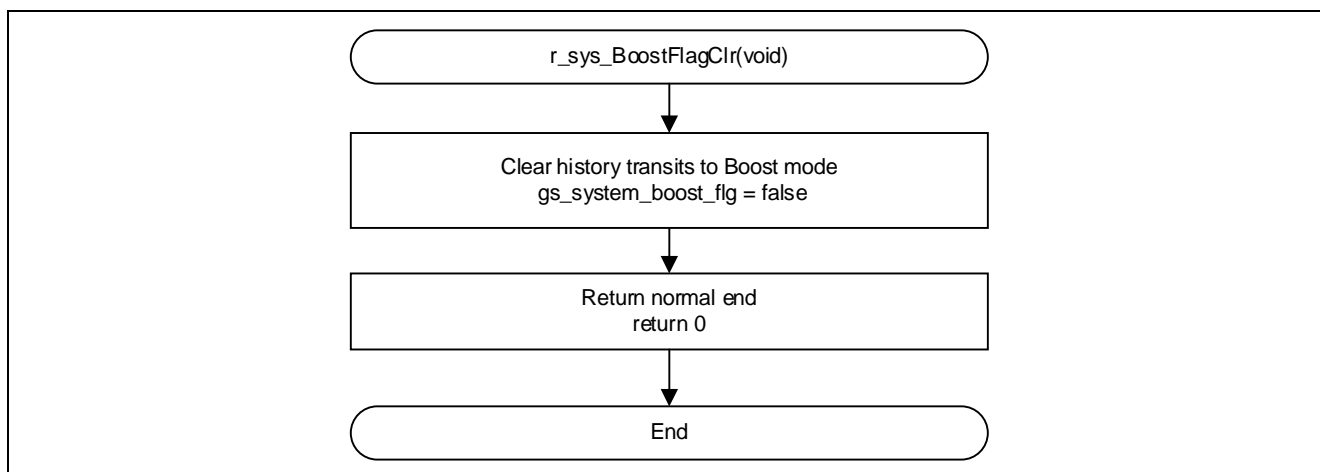 r_sys_BoostFlagClr(void)
Clear history transits to Boost mode
gs_system_boost_flg = false
Return normal end
return 0
End